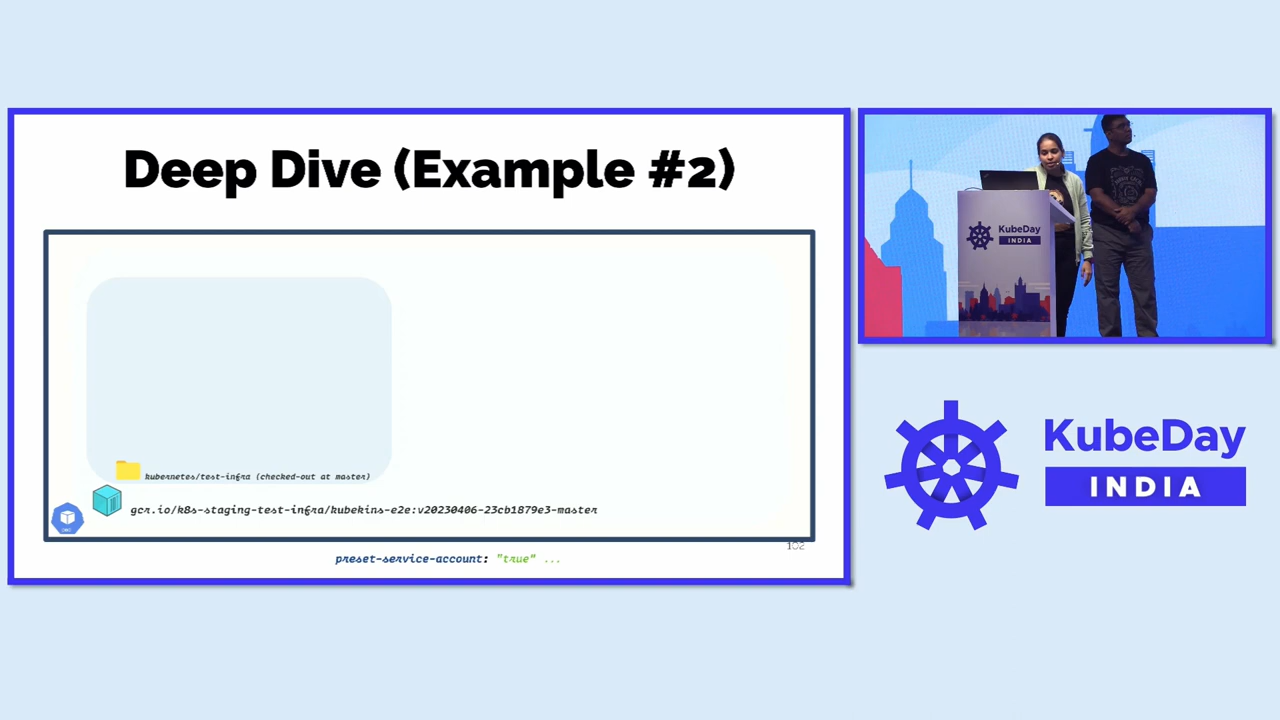 Deep Dive (Example #2)
kubernetes/test-infra (checked-out at master)
gcr.io/k8s-staging-test-infra/kubekins-e2e:v20230406-23cb1879e3-master
102
preset-service-account: "true" ...
KubeDay
INDIA
KubeDay
INDIA